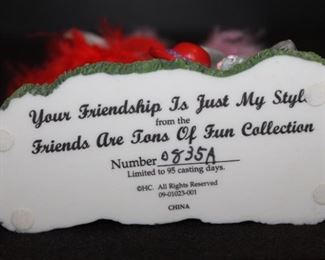 Your Friendship Is Just My Style
from the
Friends Are Tons Of Fun Collection
Number 0835A
Limited to 95 casting days.
©HC. All Rights Reserved
09-01023-001
CHINA